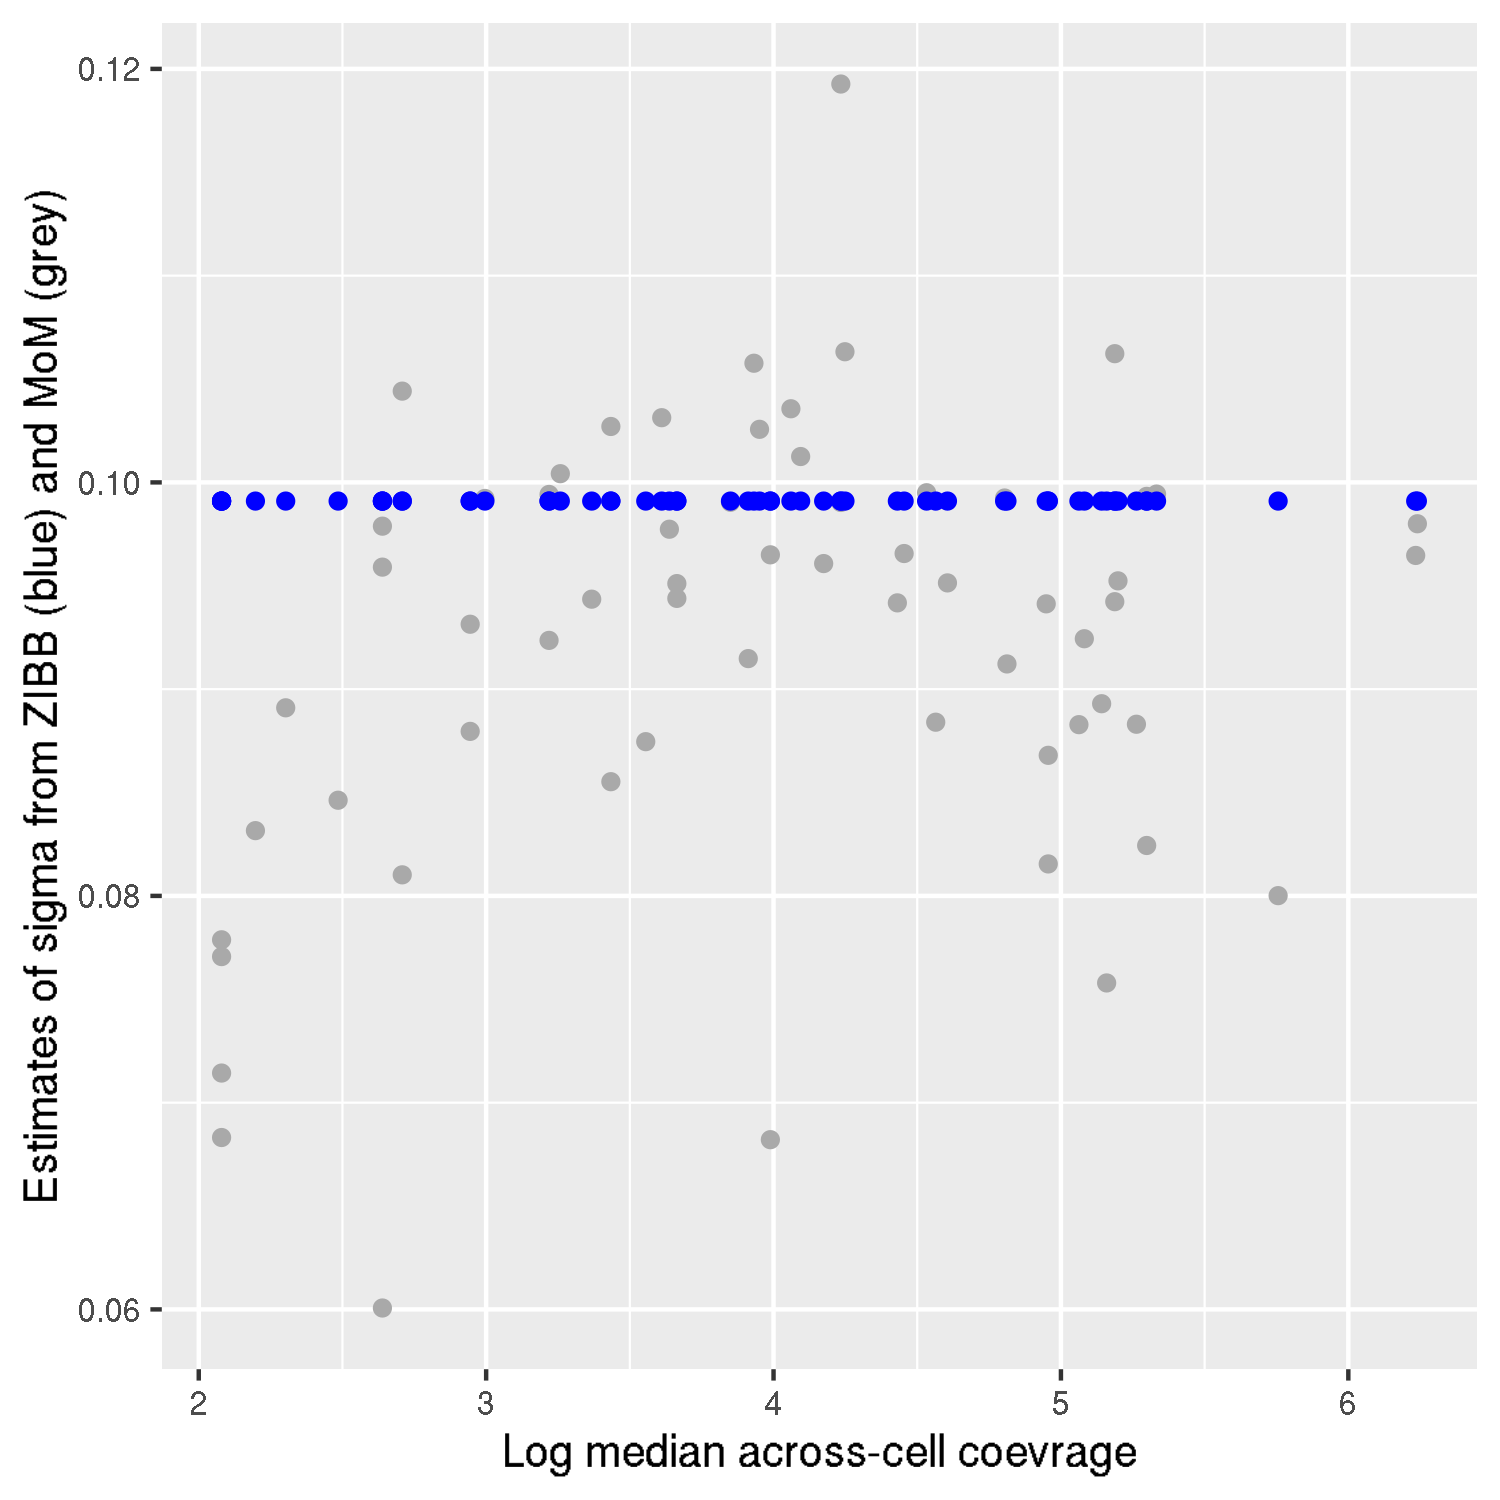 Estimates of sigma from ZIBB (blue) and MoM (grey)
0.12
0.10
0.08
0.06
2 3 4 5 6
Log median across-cell coevrage